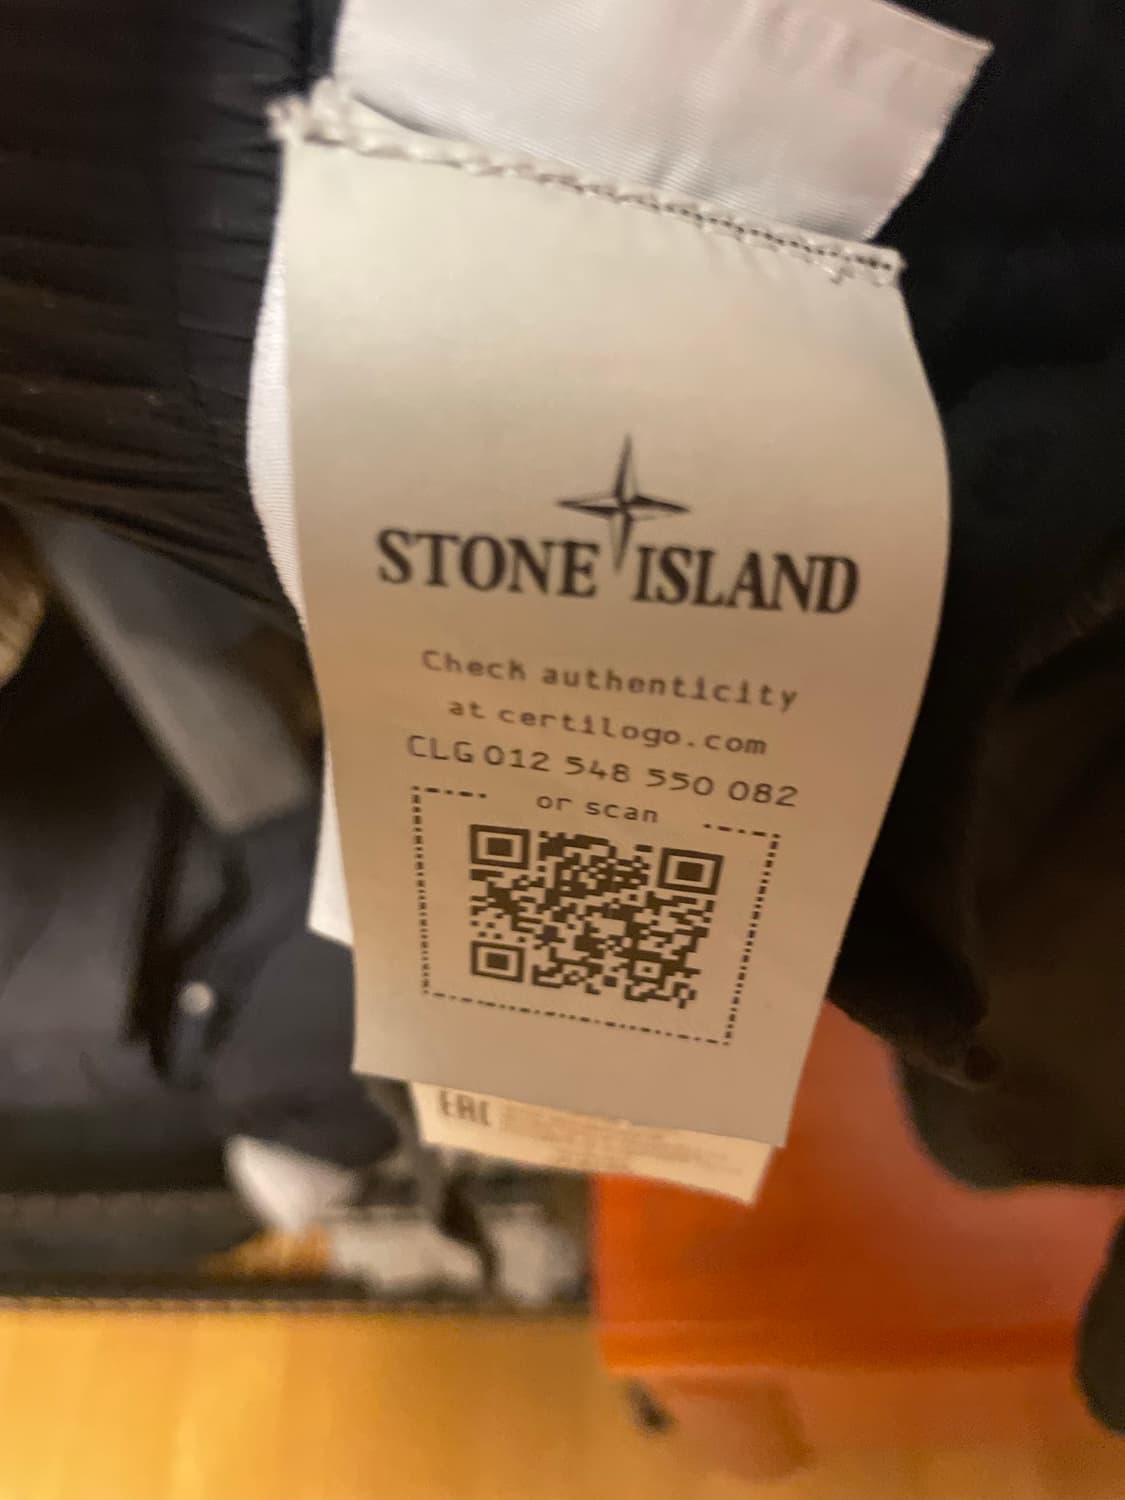 STONE ISLAND
Check authenticity
at certilogo.com
CLG 012 548 550 082
or scan
EAC